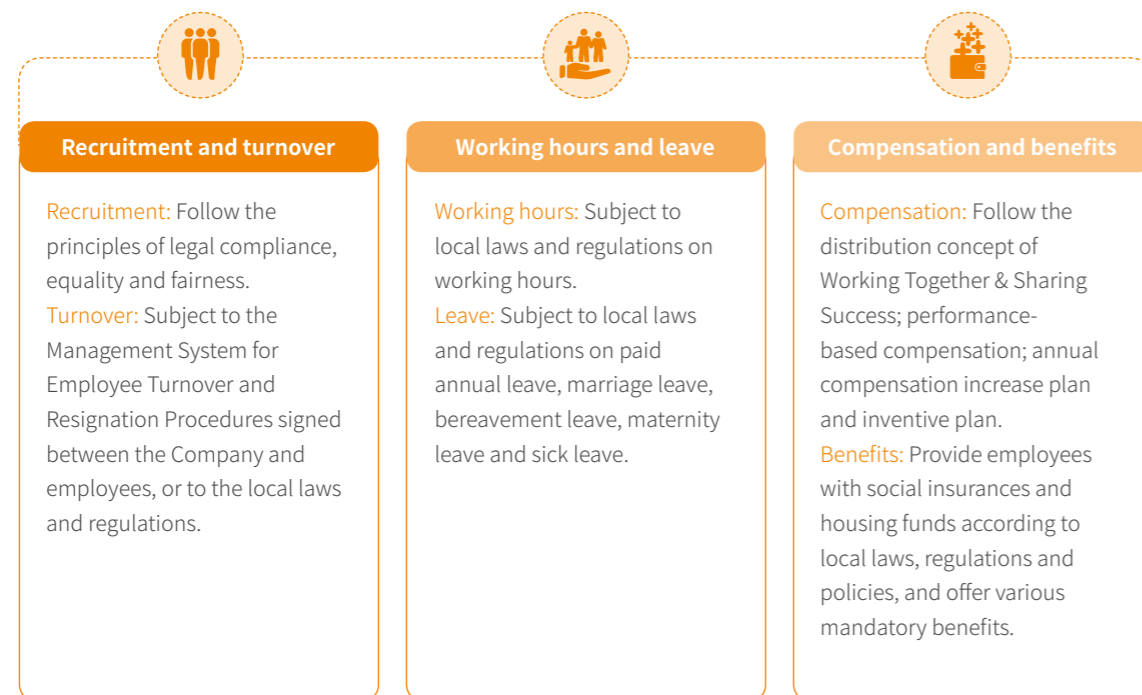 Recruitment and turnover
Recruitment: Follow the
principles of legal compliance,
equality and fairness.
Turnover: Subject to the
Management System for
Employee Turnover and
Resignation Procedures signed
between the Company and
employees, or to the local laws
and regulations.
Working hours and leave
Working hours: Subject to
local laws and regulations on
working hours.
Leave: Subject to local laws
and regulations on paid
annual leave, marriage leave,
bereavement leave, maternity
leave and sick leave.
Compensation and benefits
Compensation: Follow the
distribution concept of
Working Together & Sharing
Success; performance-
based compensation; annual
compensation increase plan
and inventive plan.
Benefits: Provide employees
with social insurances and
housing funds according to
local laws, regulations and
policies, and offer various
mandatory benefits.